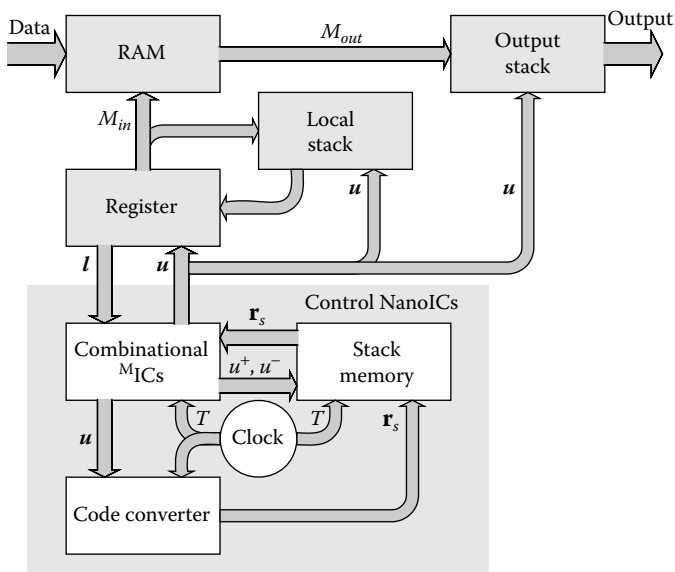 Data
RAM
M_out
Output
stack
Output
M_in
Local
stack
Register
u
u
l
u
Control NanoICs
r_s
Combinational
ᴹICs
u⁺, u⁻
Stack
memory
u
T
Clock
T
r_s
Code converter